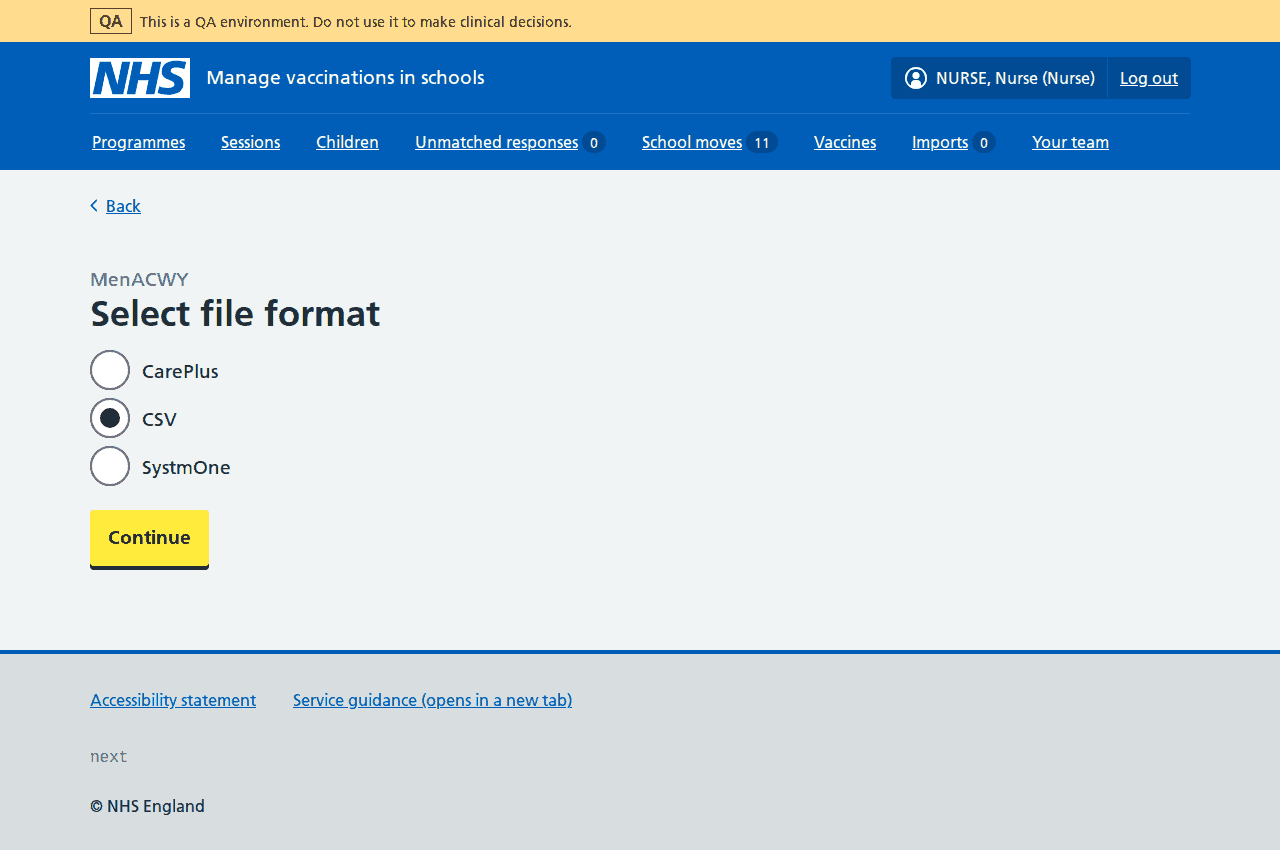 QA This is a QA environment. Do not use it to make clinical decisions.
NHS Manage vaccinations in schools NURSE, Nurse (Nurse) Log out
Programmes Sessions Children Unmatched responses 0 School moves 11 Vaccines Imports 0 Your team
Back
MenACWY
Select file format
CarePlus
CSV
SystmOne
Continue
Accessibility statement Service guidance (opens in a new tab)
next
© NHS England